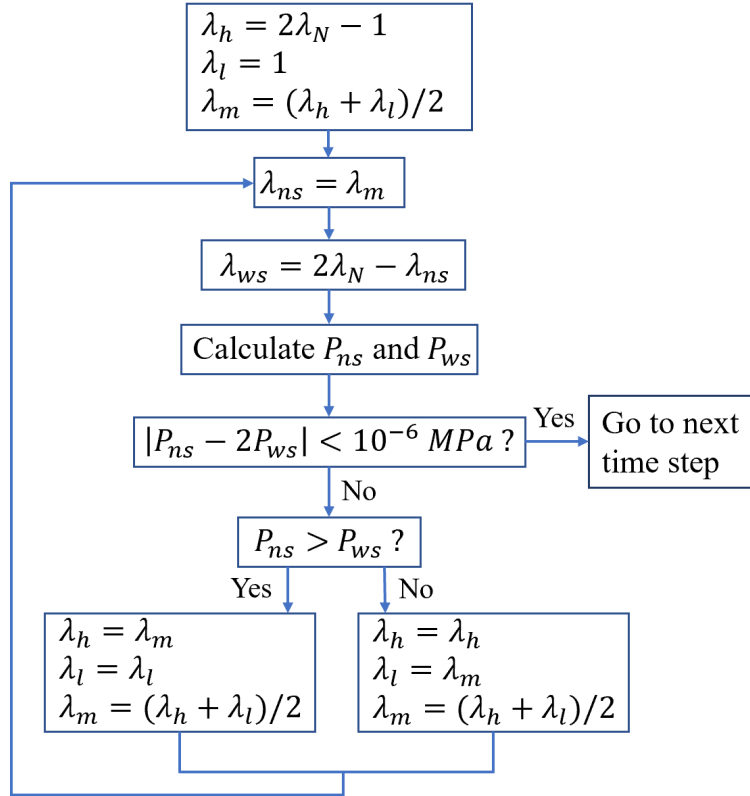 λ_h = 2λ_N − 1
λ_l = 1
λ_m = (λ_h + λ_l)/2
λ_ns = λ_m
λ_ws = 2λ_N − λ_ns
Calculate P_ns and P_ws
|P_ns − 2P_ws| < 10^−6 MPa ?
Yes
Go to next
time step
No
P_ns > P_ws ?
Yes
No
λ_h = λ_m
λ_l = λ_l
λ_m = (λ_h + λ_l)/2
λ_h = λ_h
λ_l = λ_m
λ_m = (λ_h + λ_l)/2